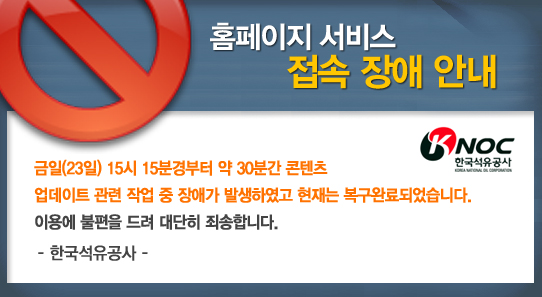 홈페이지 서비스
접속 장애 안내
KNOC
한국석유공사
KOREA NATIONAL OIL CORPORATION
금일(23일) 15시 15분경부터 약 30분간 콘텐츠
업데이트 관련 작업 중 장애가 발생하였고 현재는 복구완료되었습니다.
이용에 불편을 드려 대단히 죄송합니다.
- 한국석유공사 -